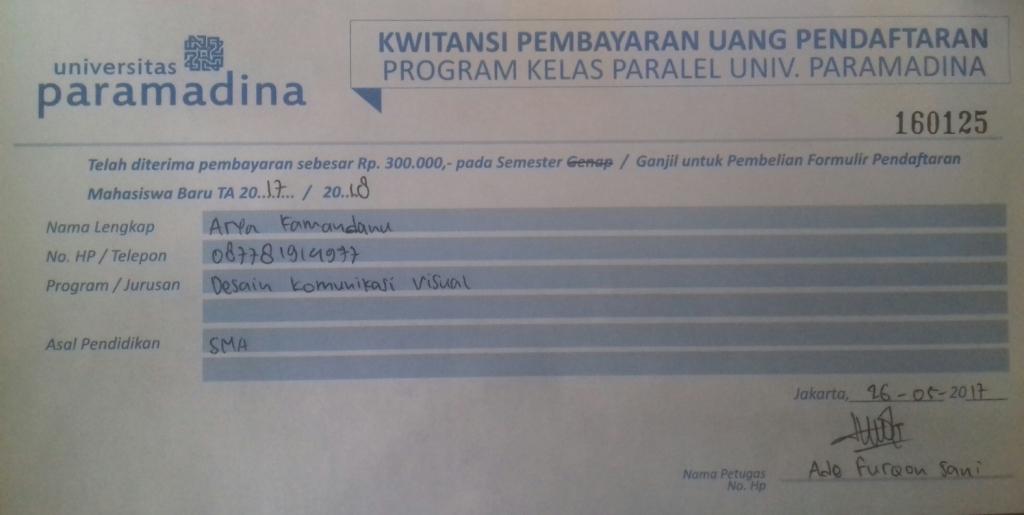 universitas
paramadina
KWITANSI PEMBAYARAN UANG PENDAFTARAN
PROGRAM KELAS PARALEL UNIV. PARAMADINA
160125
Telah diterima pembayaran sebesar Rp. 300.000,- pada Semester Genap / Ganjil untuk Pembelian Formulir Pendaftaran
Mahasiswa Baru TA 20..17... / 20..18
Nama Lengkap Arya Kamandanu
No. HP / Telepon 087781914977
Program / Jurusan Desain Komunikasi Visual
Asal Pendidikan SMA
Jakarta, 26 - 05 - 2017
Nama Petugas Ade Furqon Sani
No. Hp